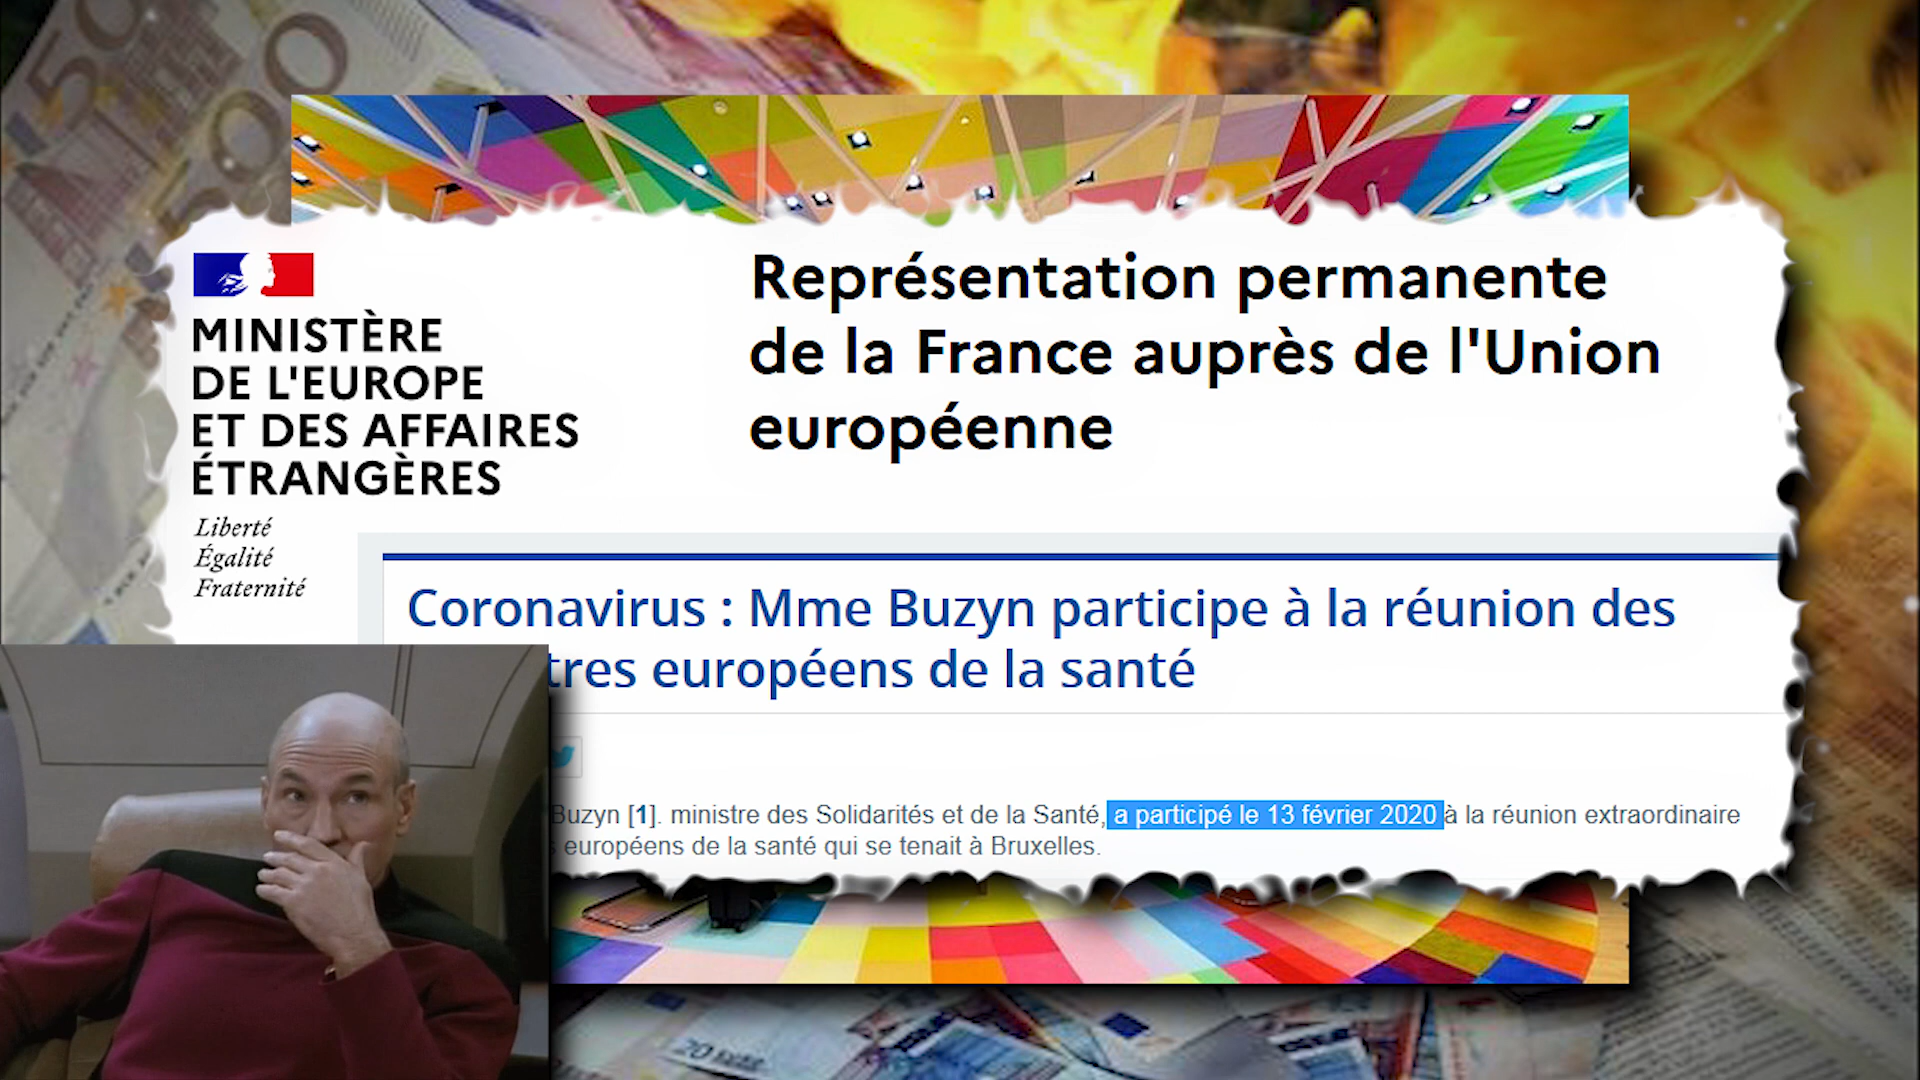 MINISTÈRE
DE L'EUROPE
ET DES AFFAIRES
ÉTRANGÈRES
Liberté
Égalité
Fraternité
Représentation permanente
de la France auprès de l'Union
européenne
Coronavirus : Mme Buzyn participe à la réunion des
tres européens de la santé
Buzyn [1]. ministre des Solidarités et de la Santé, a participé le 13 février 2020 à la réunion extraordinaire
européens de la santé qui se tenait à Bruxelles.
500
20